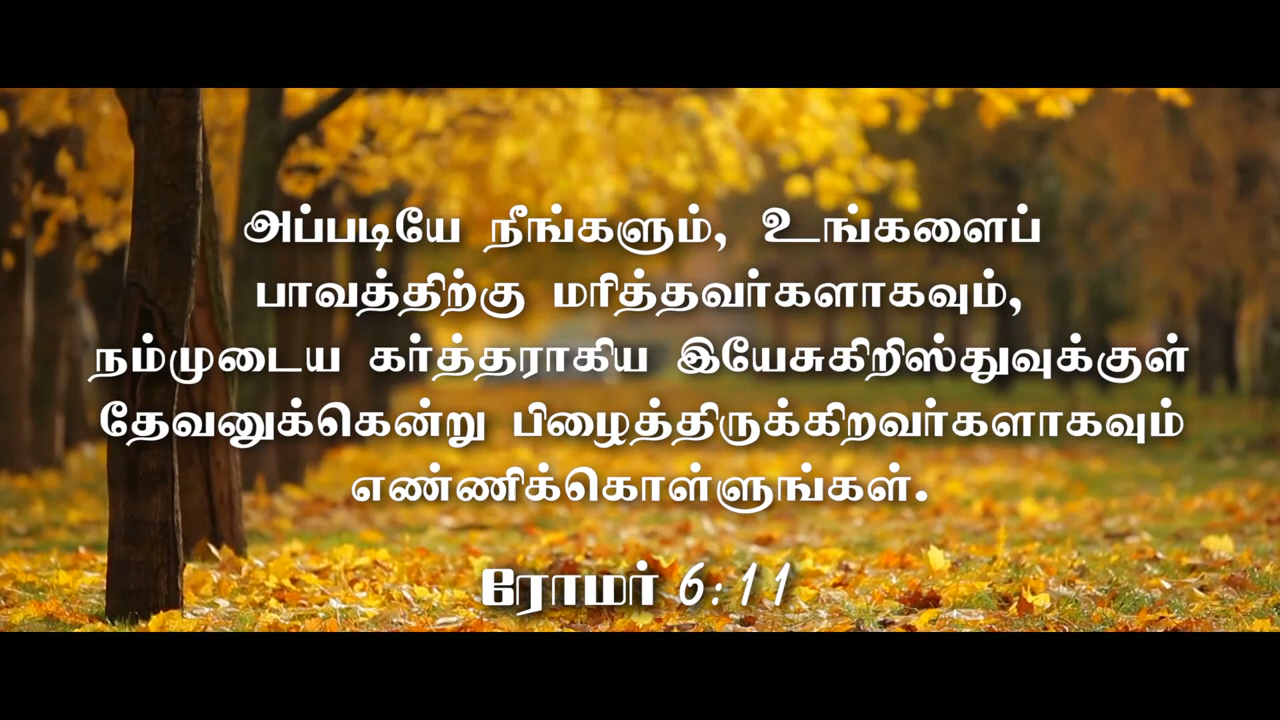 அப்படியே நீங்களும், உங்களைப்
பாவத்திற்கு மரித்தவர்களாகவும்,
நம்முடைய கர்த்தராகிய இயேசுகிறிஸ்துவுக்குள்
தேவனுக்கென்று பிழைத்திருக்கிறவர்களாகவும்
எண்ணிக்கொள்ளுங்கள்.
ரோமர் 6:11